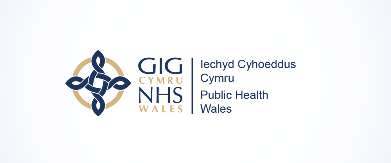 GIG
CYMRU
NHS
WALES
Iechyd Cyhoeddus
Cymru
Public Health
Wales